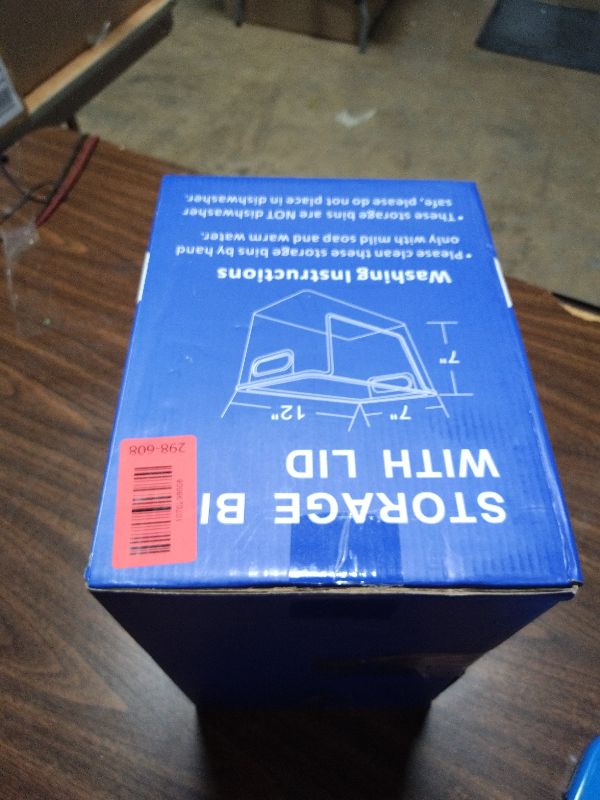 STORAGE BI
WITH LID
12"
7"
7"
Washing Instructions
•Please clean these storage bins by hand
only with mild soap and warm water.
•These storage bins are NOT dishwasher
safe, please do not place in dishwasher.
298-608